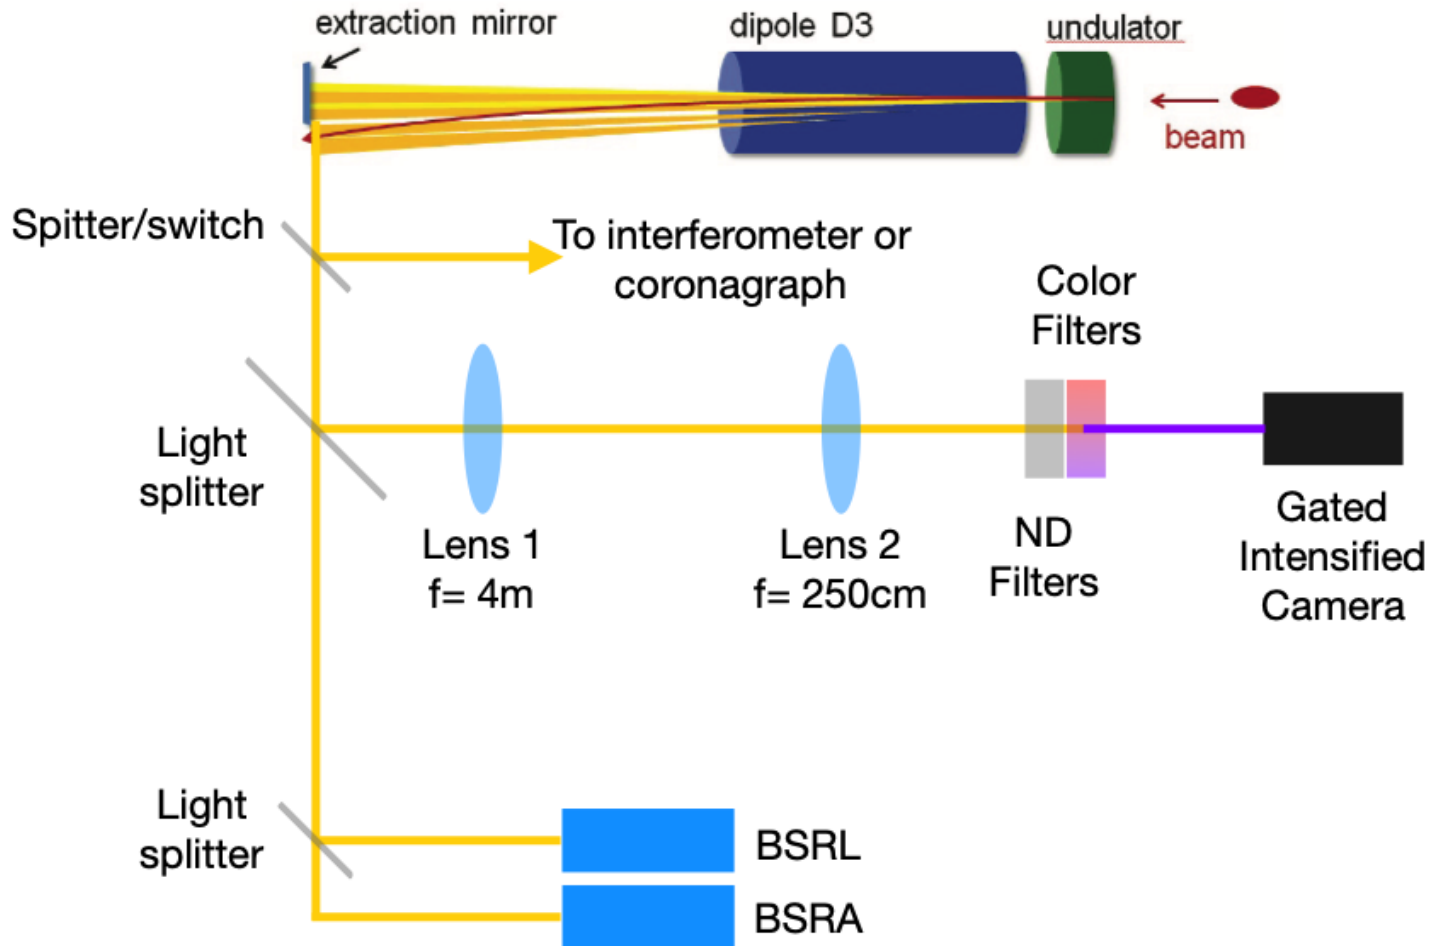 extraction mirror
dipole D3
undulator
beam
Spitter/switch
To interferometer or
coronagraph
Color
Filters
Light
splitter
Lens 1
f= 4m
Lens 2
f= 250cm
ND
Filters
Gated
Intensified
Camera
Light
splitter
BSRL
BSRA